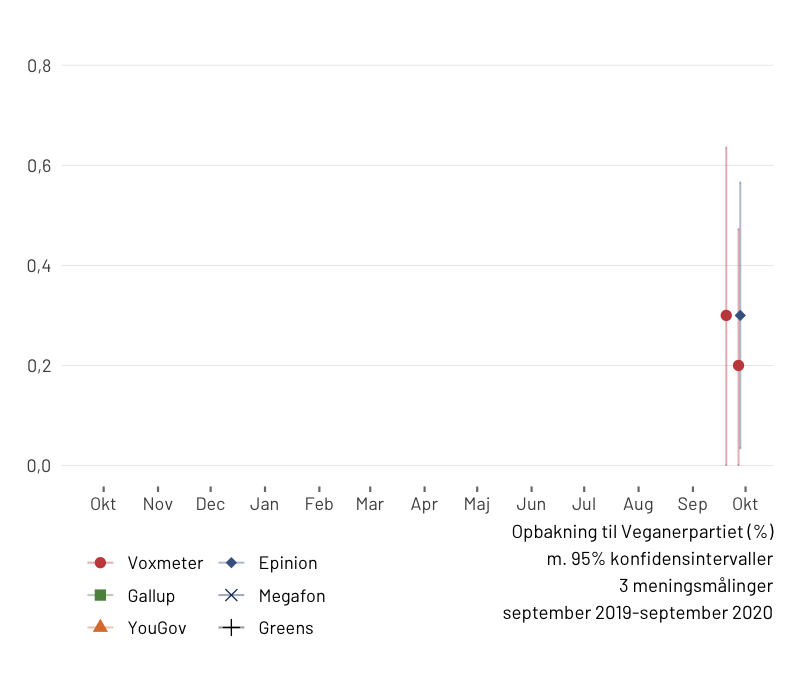 0,8
0,6
0,4
0,2
0,0
Okt Nov Dec Jan Feb Mar Apr Maj Jun Jul Aug Sep Okt
Opbakning til Veganerpartiet (%)
m. 95% konfidensintervaller
3 meningsmålinger
september 2019-september 2020
Voxmeter Epinion
Gallup Megafon
YouGov Greens